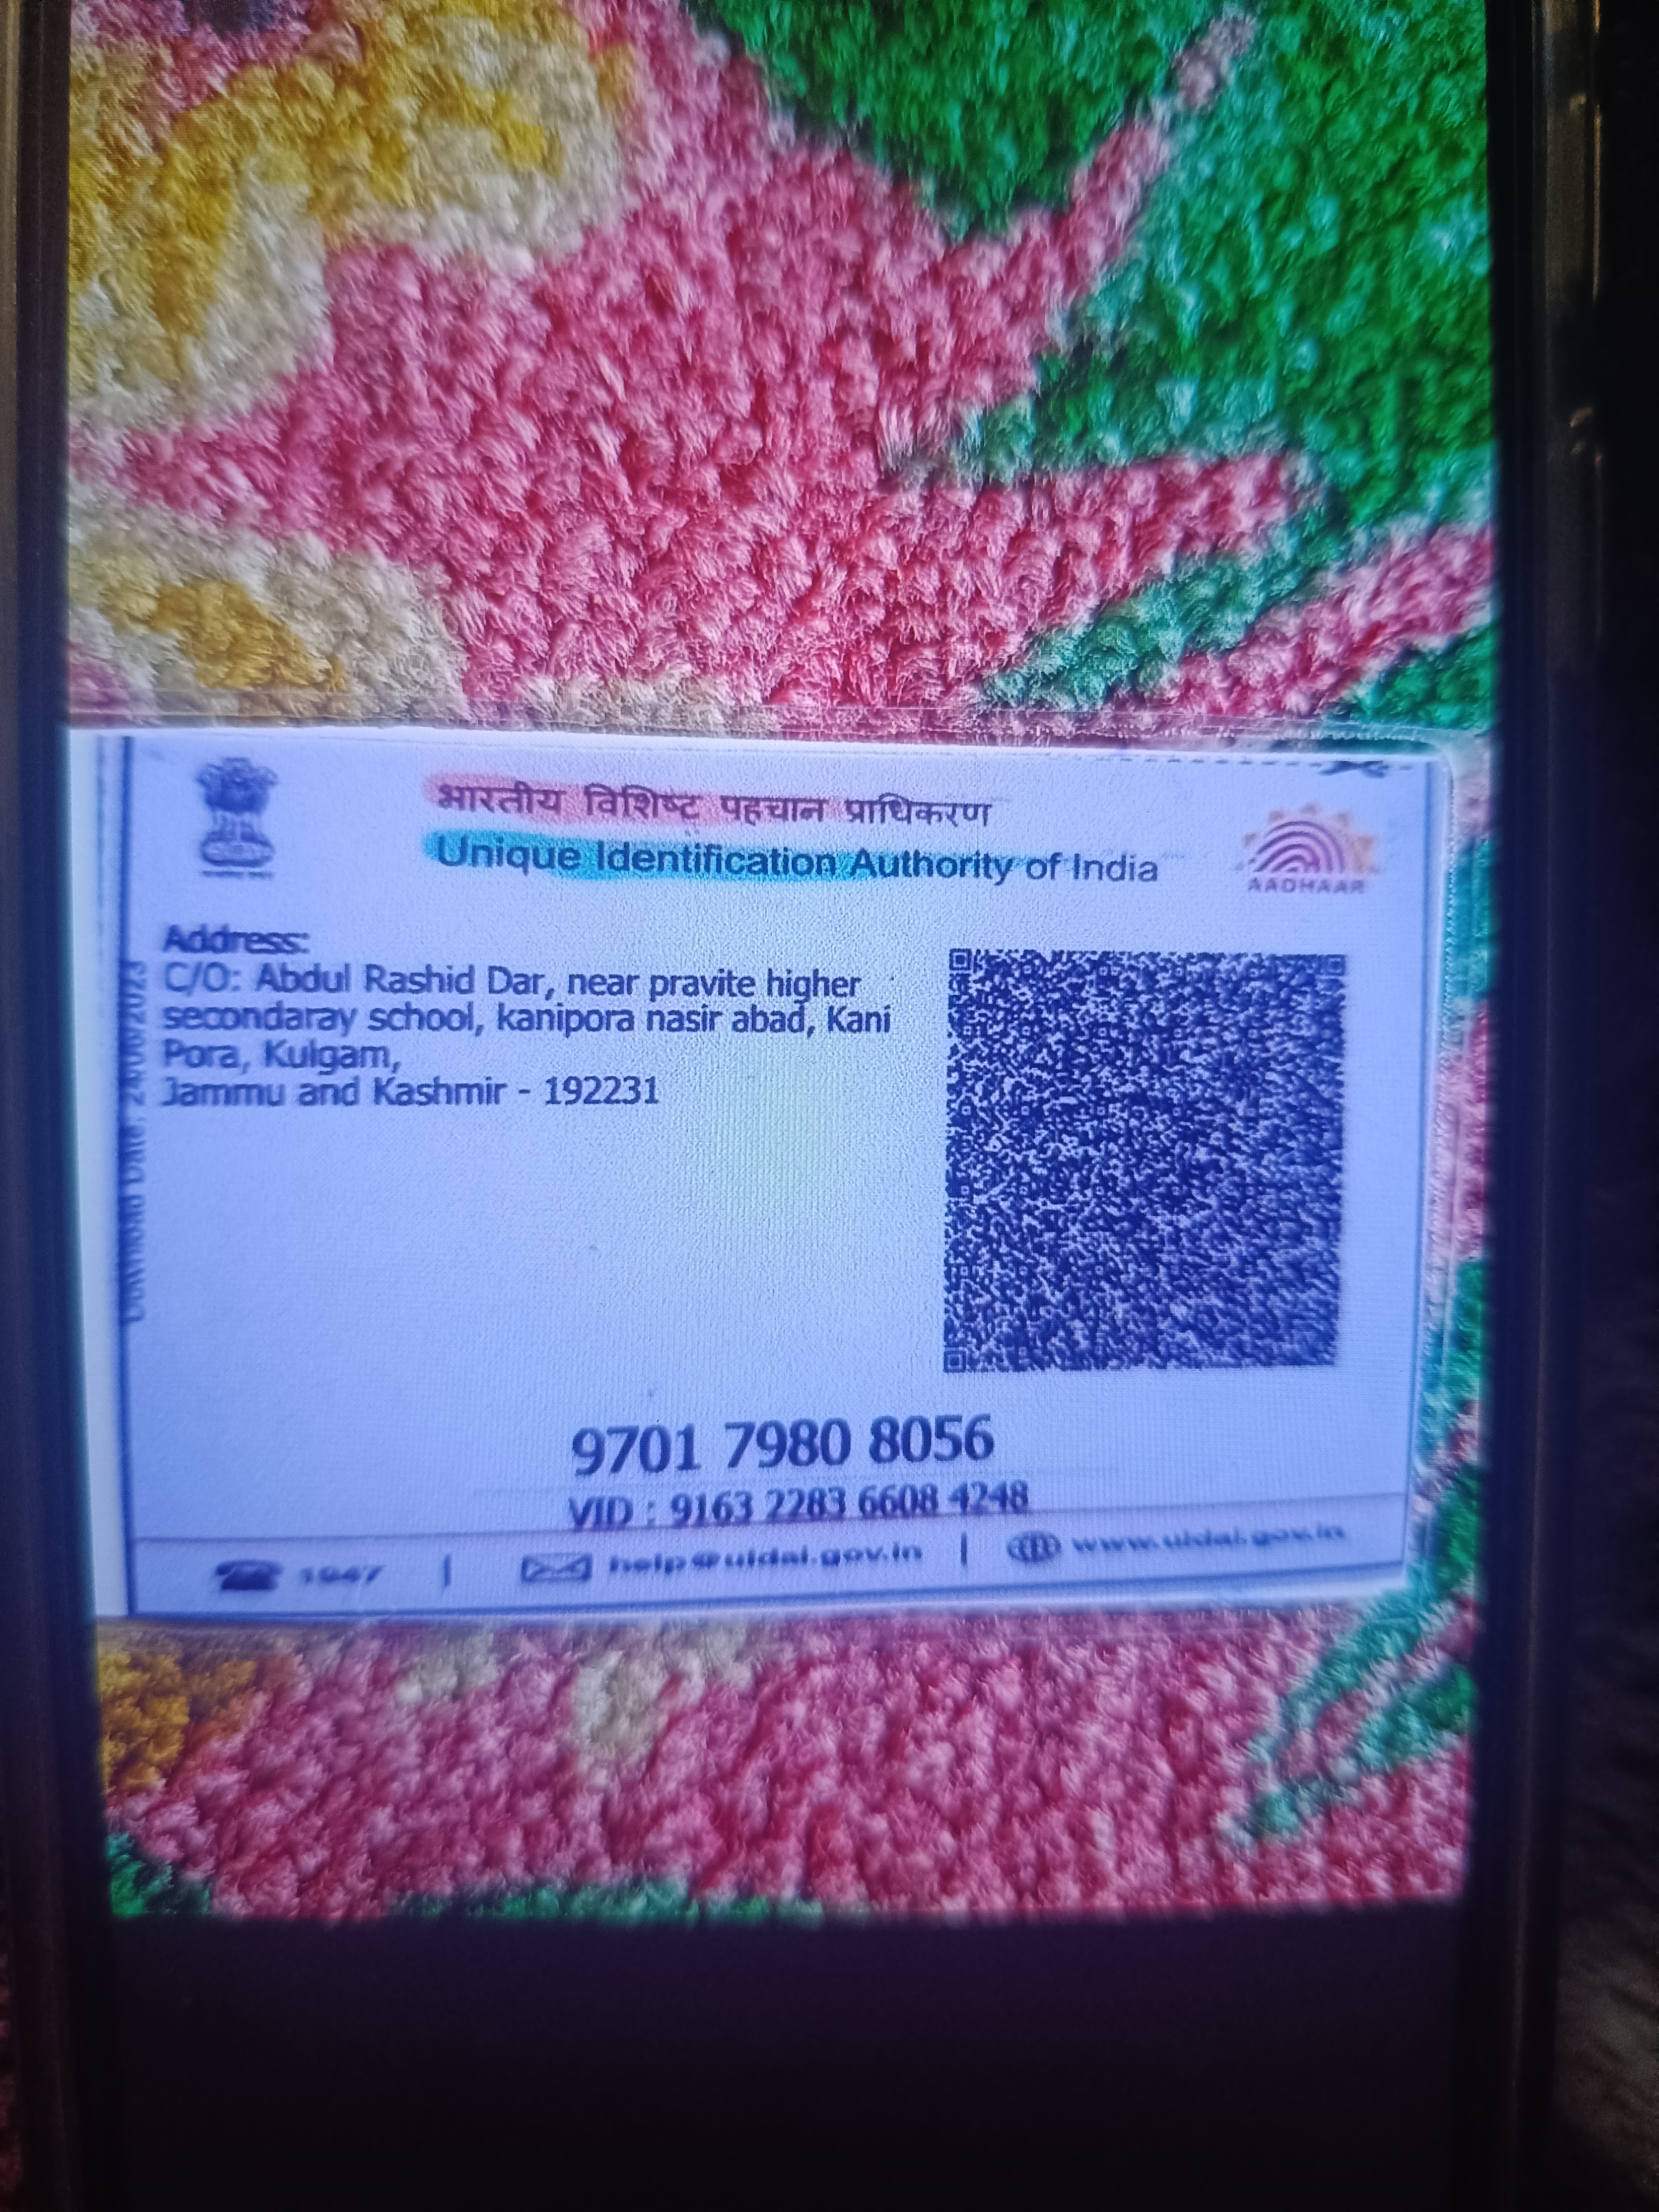 भारतीय विशिष्ट पहचान प्राधिकरण
Unique Identification Authority of India
AADHAAR
Address:
C/O: Abdul Rashid Dar, near pravite higher
secondaray school, kanipora nasir abad, Kani
Pora, Kulgam,
Jammu and Kashmir - 192231
Download Date:
9701 7980 8056
VID : 9163 2283 6608 4248
1947 | help@uidai.gov.in | www.uidai.gov.in